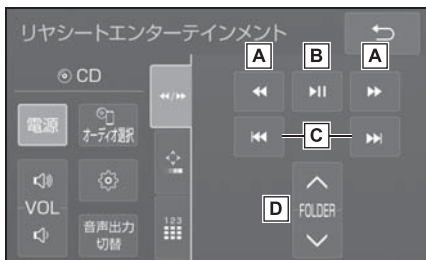 リヤシートエンターテインメント
A
B
A
CD
電源
オーディオ選択
C
VOL
音声出力
切替
123
D
FOLDER